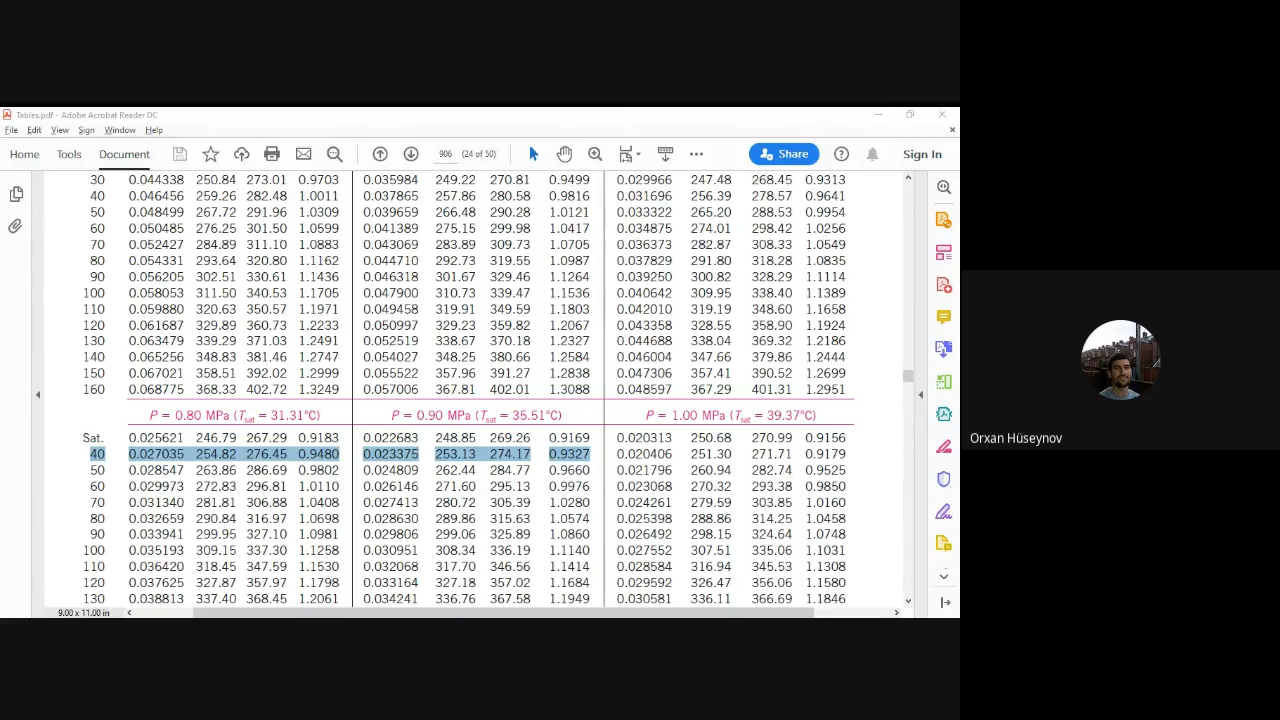 Tables.pdf - Adobe Acrobat Reader DC
File Edit View Sign Window Help
Home Tools Document 906 (24 of 50) Share Sign In
30 0.044338 250.84 273.01 0.9703 0.035984 249.22 270.81 0.9499 0.029966 247.48 268.45 0.9313
40 0.046456 259.26 282.48 1.0011 0.037865 257.86 280.58 0.9816 0.031696 256.39 278.57 0.9641
50 0.048499 267.72 291.96 1.0309 0.039659 266.48 290.28 1.0121 0.033322 265.20 288.53 0.9954
60 0.050485 276.25 301.50 1.0599 0.041389 275.15 299.98 1.0417 0.034875 274.01 298.42 1.0256
70 0.052427 284.89 311.10 1.0883 0.043069 283.89 309.73 1.0705 0.036373 282.87 308.33 1.0549
80 0.054331 293.64 320.80 1.1162 0.044710 292.73 319.55 1.0987 0.037829 291.80 318.28 1.0835
90 0.056205 302.51 330.61 1.1436 0.046318 301.67 329.46 1.1264 0.039250 300.82 328.29 1.1114
100 0.058053 311.50 340.53 1.1705 0.047900 310.73 339.47 1.1536 0.040642 309.95 338.40 1.1389
110 0.059880 320.63 350.57 1.1971 0.049458 319.91 349.59 1.1803 0.042010 319.19 348.60 1.1658
120 0.061687 329.89 360.73 1.2233 0.050997 329.23 359.82 1.2067 0.043358 328.55 358.90 1.1924
130 0.063479 339.29 371.03 1.2491 0.052519 338.67 370.18 1.2327 0.044688 338.04 369.32 1.2186
140 0.065256 348.83 381.46 1.2747 0.054027 348.25 380.66 1.2584 0.046004 347.66 379.86 1.2444
150 0.067021 358.51 392.02 1.2999 0.055522 357.96 391.27 1.2838 0.047306 357.41 390.52 1.2699
160 0.068775 368.33 402.72 1.3249 0.057006 367.81 402.01 1.3088 0.048597 367.29 401.31 1.2951
P = 0.80 MPa (Tsat = 31.31°C) P = 0.90 MPa (Tsat = 35.51°C) P = 1.00 MPa (Tsat = 39.37°C)
Sat. 0.025621 246.79 267.29 0.9183 0.022683 248.85 269.26 0.9169 0.020313 250.68 270.99 0.9156
40 0.027035 254.82 276.45 0.9480 0.023375 253.13 274.17 0.9327 0.020406 251.30 271.71 0.9179
50 0.028547 263.86 286.69 0.9802 0.024809 262.44 284.77 0.9660 0.021796 260.94 282.74 0.9525
60 0.029973 272.83 296.81 1.0110 0.026146 271.60 295.13 0.9976 0.023068 270.32 293.38 0.9850
70 0.031340 281.81 306.88 1.0408 0.027413 280.72 305.39 1.0280 0.024261 279.59 303.85 1.0160
80 0.032659 290.84 316.97 1.0698 0.028630 289.86 315.63 1.0574 0.025398 288.86 314.25 1.0458
90 0.033941 299.95 327.10 1.0981 0.029806 299.06 325.89 1.0860 0.026492 298.15 324.64 1.0748
100 0.035193 309.15 337.30 1.1258 0.030951 308.34 336.19 1.1140 0.027552 307.51 335.06 1.1031
110 0.036420 318.45 347.59 1.1530 0.032068 317.70 346.56 1.1414 0.028584 316.94 345.53 1.1308
120 0.037625 327.87 357.97 1.1798 0.033164 327.18 357.02 1.1684 0.029592 326.47 356.06 1.1580
130 0.038813 337.40 368.45 1.2061 0.034241 336.76 367.58 1.1949 0.030581 336.11 366.69 1.1846
9.00 x 11.00 in
Orxan Hüseynov